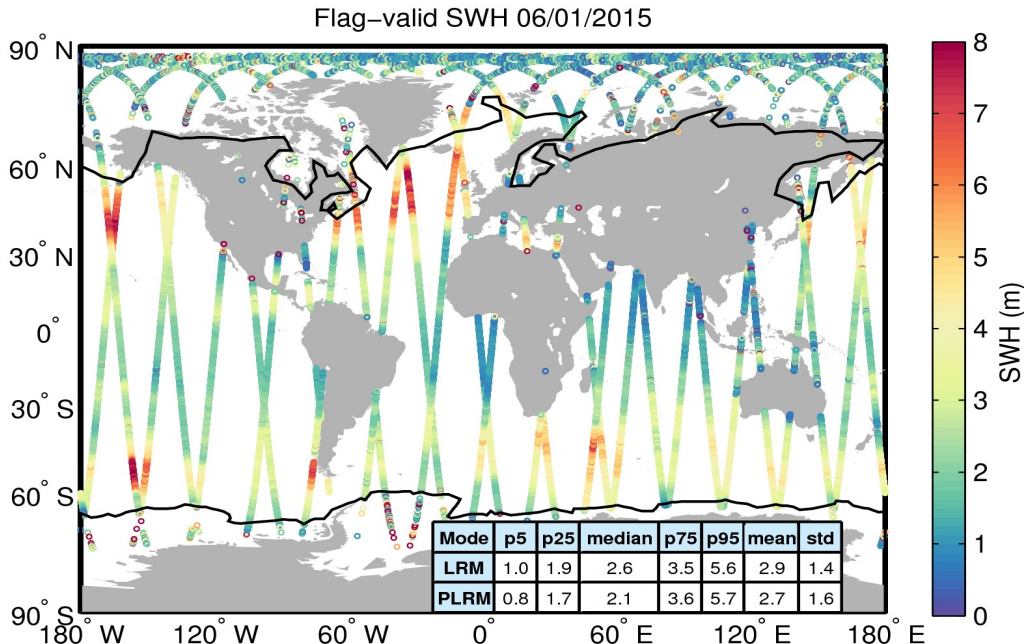 Flag−valid SWH 06/01/2015
90° N
60° N
30° N
0°
30° S
60° S
90° S
180° W
120° W
60° W
0°
60° E
120° E
180° E
Mode p5 p25 median p75 p95 mean std
LRM 1.0 1.9 2.6 3.5 5.6 2.9 1.4
PLRM 0.8 1.7 2.1 3.6 5.7 2.7 1.6
8
7
6
5
4
3
2
1
0
SWH (m)